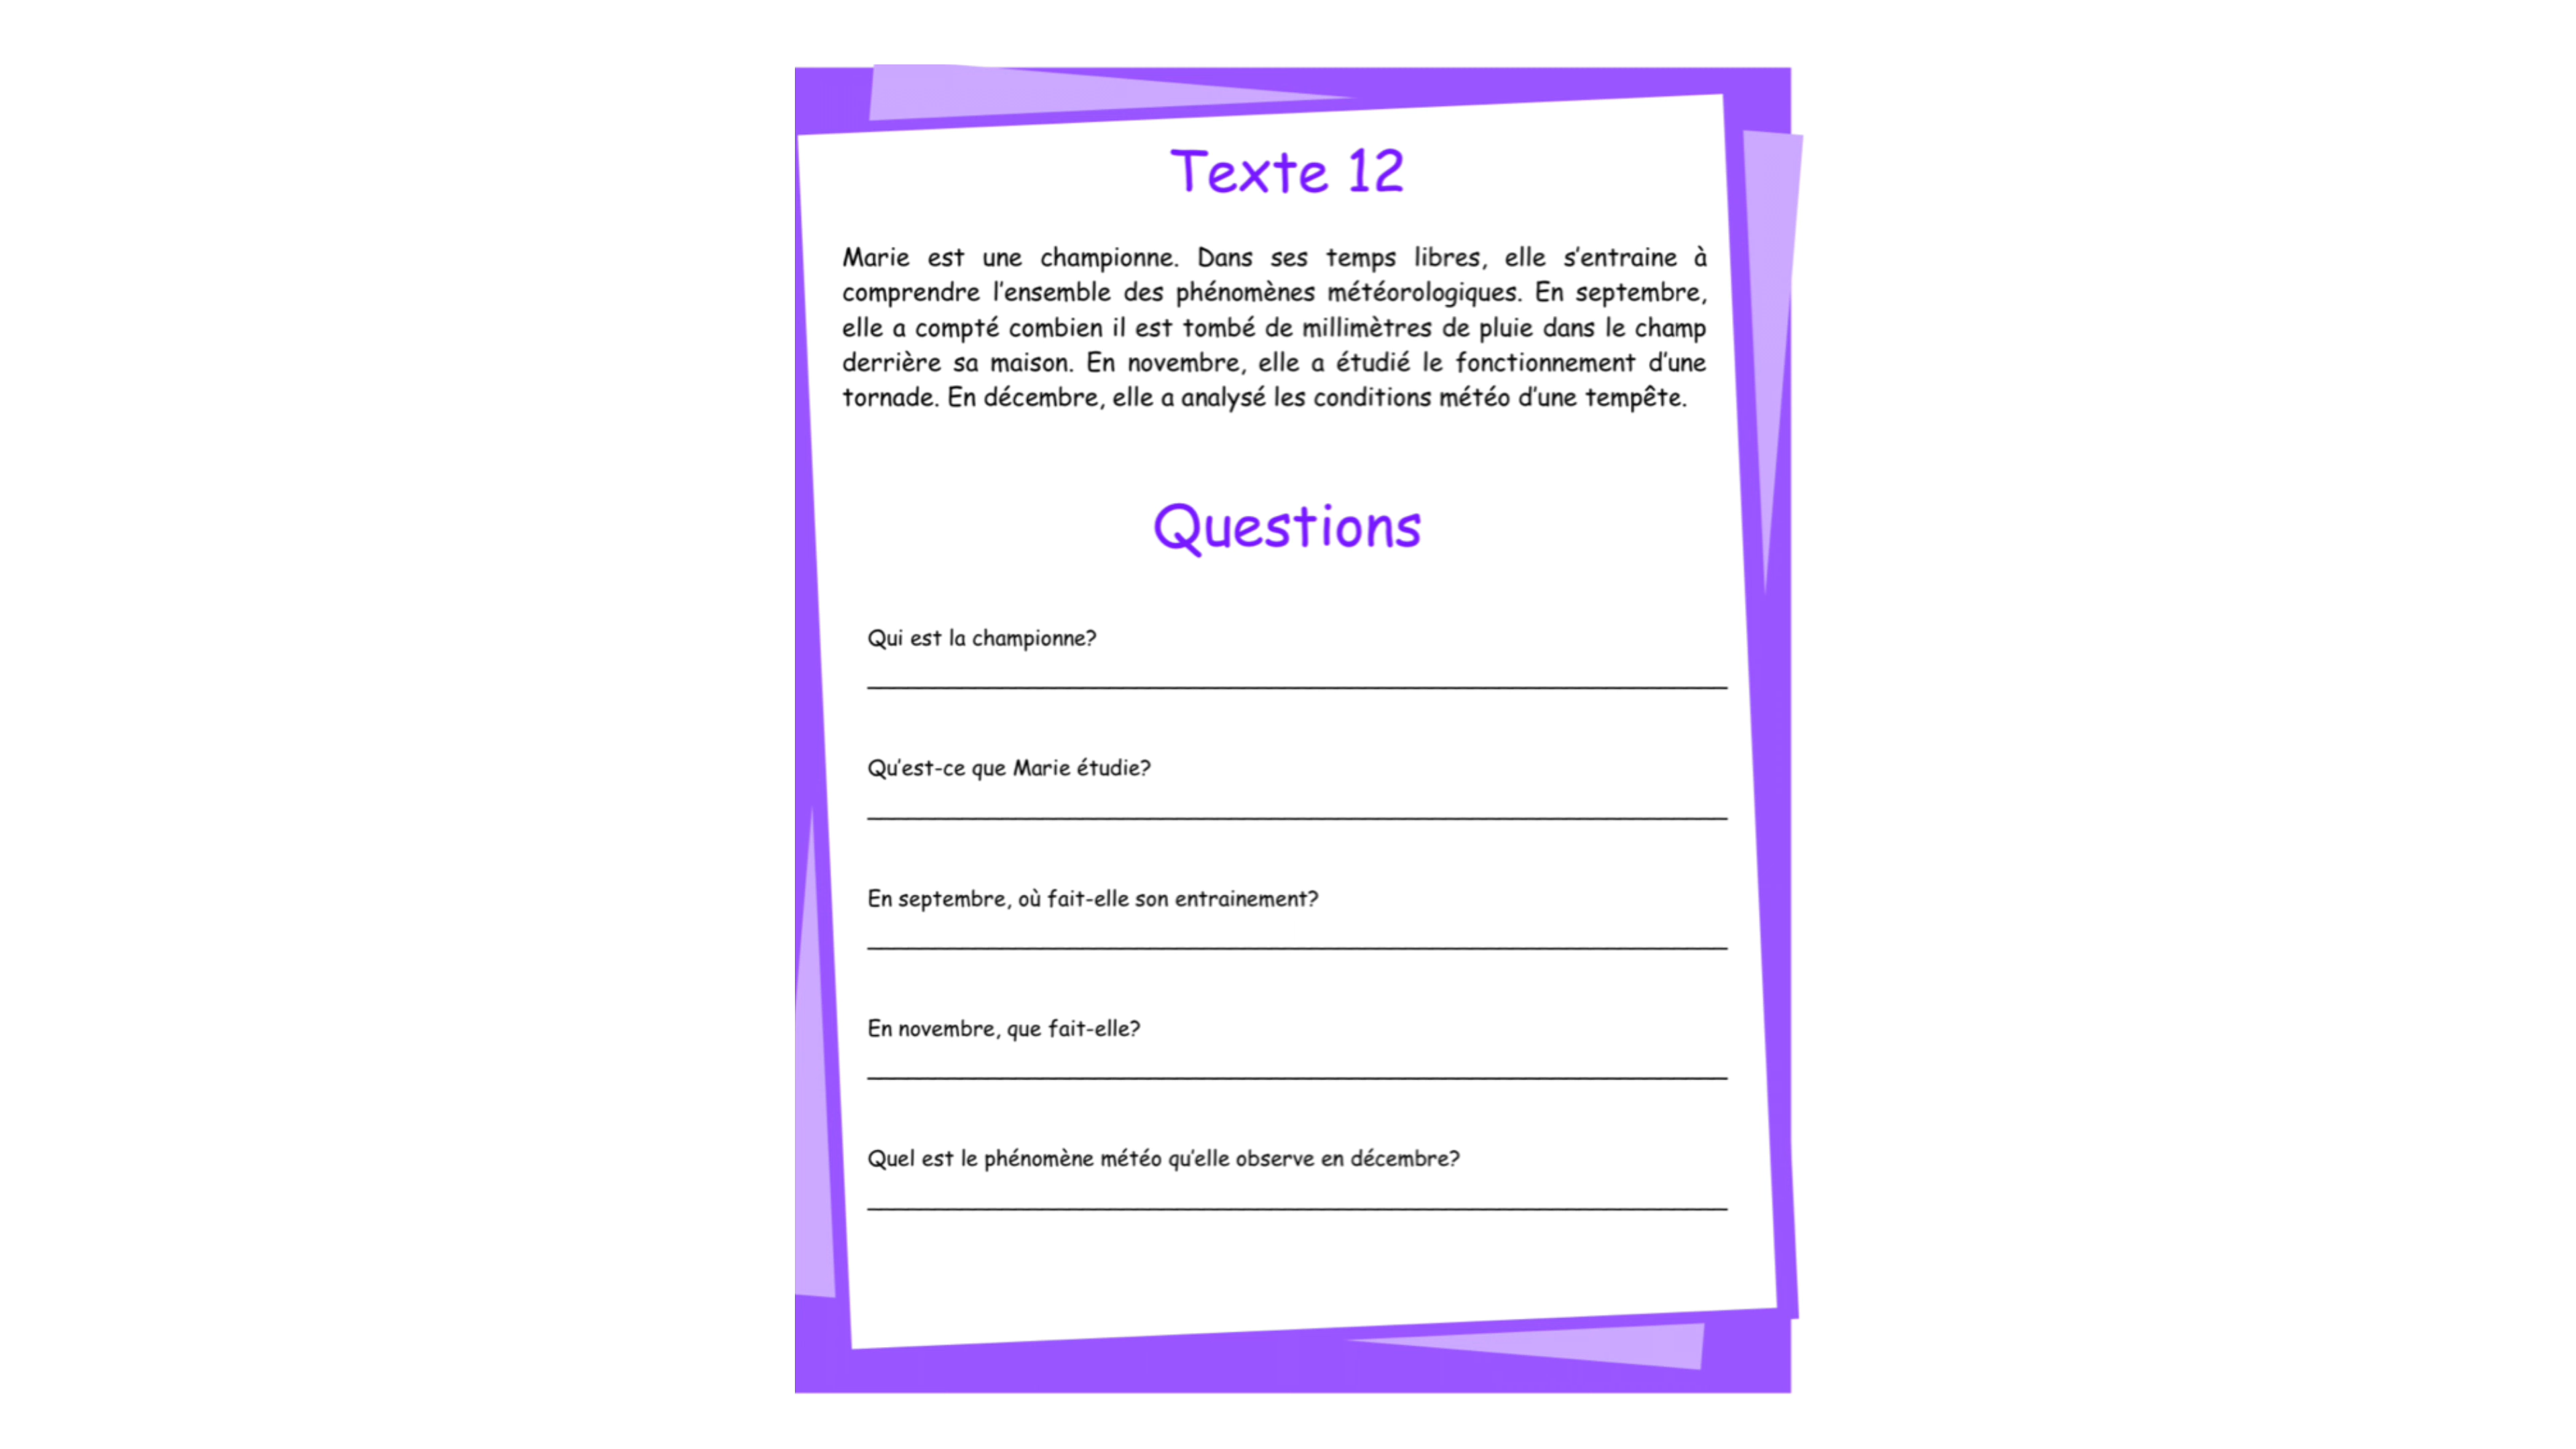 Texte 12
Marie est une championne. Dans ses temps libres, elle s’entraine à
comprendre l’ensemble des phénomènes météorologiques. En septembre,
elle a compté combien il est tombé de millimètres de pluie dans le champ
derrière sa maison. En novembre, elle a étudié le fonctionnement d’une
tornade. En décembre, elle a analysé les conditions météo d’une tempête.
Questions
Qui est la championne?
Qu’est-ce que Marie étudie?
En septembre, où fait-elle son entrainement?
En novembre, que fait-elle?
Quel est le phénomène météo qu’elle observe en décembre?